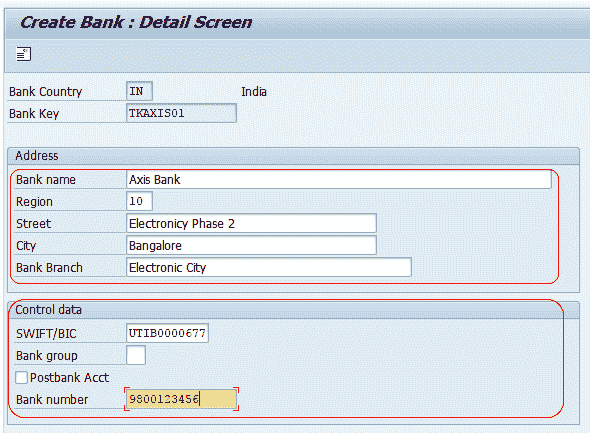 Create Bank : Detail Screen
Bank Country IN India
Bank Key TKAXIS01
Address
Bank name Axis Bank
Region 10
Street Electronicy Phase 2
City Bangalore
Bank Branch Electronic City
Control data
SWIFT/BIC UTIB0000677
Bank group
Postbank Acct
Bank number 9800123456